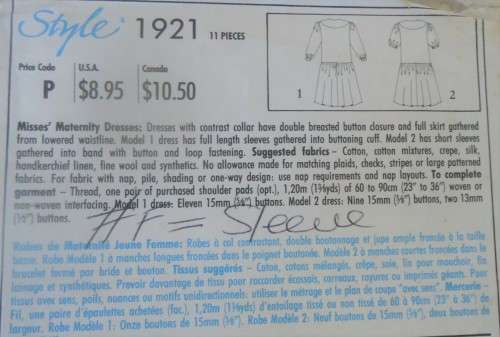 Style 1921 11 PIECES
Price Code U.S.A. Canada
P $8.95 $10.50
1 2
Misses' Maternity Dresses: Dresses with contrast collar have double breasted button closure and full skirt gathered
from lowered waistline. Model 1 dress has full length sleeves gathered into buttoning cuff. Model 2 has short sleeves
gathered into band with button and loop fastening. Suggested fabrics – Cotton, cotton mixtures, crepe, silk,
handkerchief linen, fine wool and synthetics. No allowance made for matching plaids, checks, stripes or large patterned
fabrics. For fabric with nap, pile, shading or one-way design: use nap requirements and nap layouts. To complete
garment – Thread, one pair of purchased shoulder pads (opt.), 1,20m (1⅜yds) of 60 to 90cm (23" to 36") woven or
non-woven interfacing. Model 1 dress: Eleven 15mm (⅝") buttons. Model 2 dress: Nine 15mm (⅝") buttons, two 13mm
(½") buttons.
#F = Sleeve
Robes de Maternité Jeune Femme: Robes à col contrastant, double boutonnage et jupe ample froncée à la taille
basse. Robe Modèle 1 à manches longues froncées dans le poignet boutonné. Modèle 2 à manches courtes froncées dans le
bracelet fermé par bride et bouton. Tissus suggérés – Coton, cotons mélangés, crêpe, soie, lin pour mouchoir, fin
lainage et synthétiques. Prévoir davantage de tissu pour raccorder écossais, carreaux, rayures ou imprimés géants. Pour
tissus avec sens, poils, nuances ou motifs unidirectionnels: utiliser le métrage et le plan de coupe "avec sens". Mercerie –
Fil, une paire d'épaulettes achetées (fac.), 1,20m (1⅜yds) d'entoilage tissé ou non tissé de 60 à 90cm (23" à 36") de
largeur. Robe Modèle 1: Onze boutons de 15mm (⅝"). Robe Modèle 2: Neuf boutons de 15mm (⅝"), deux boutons de